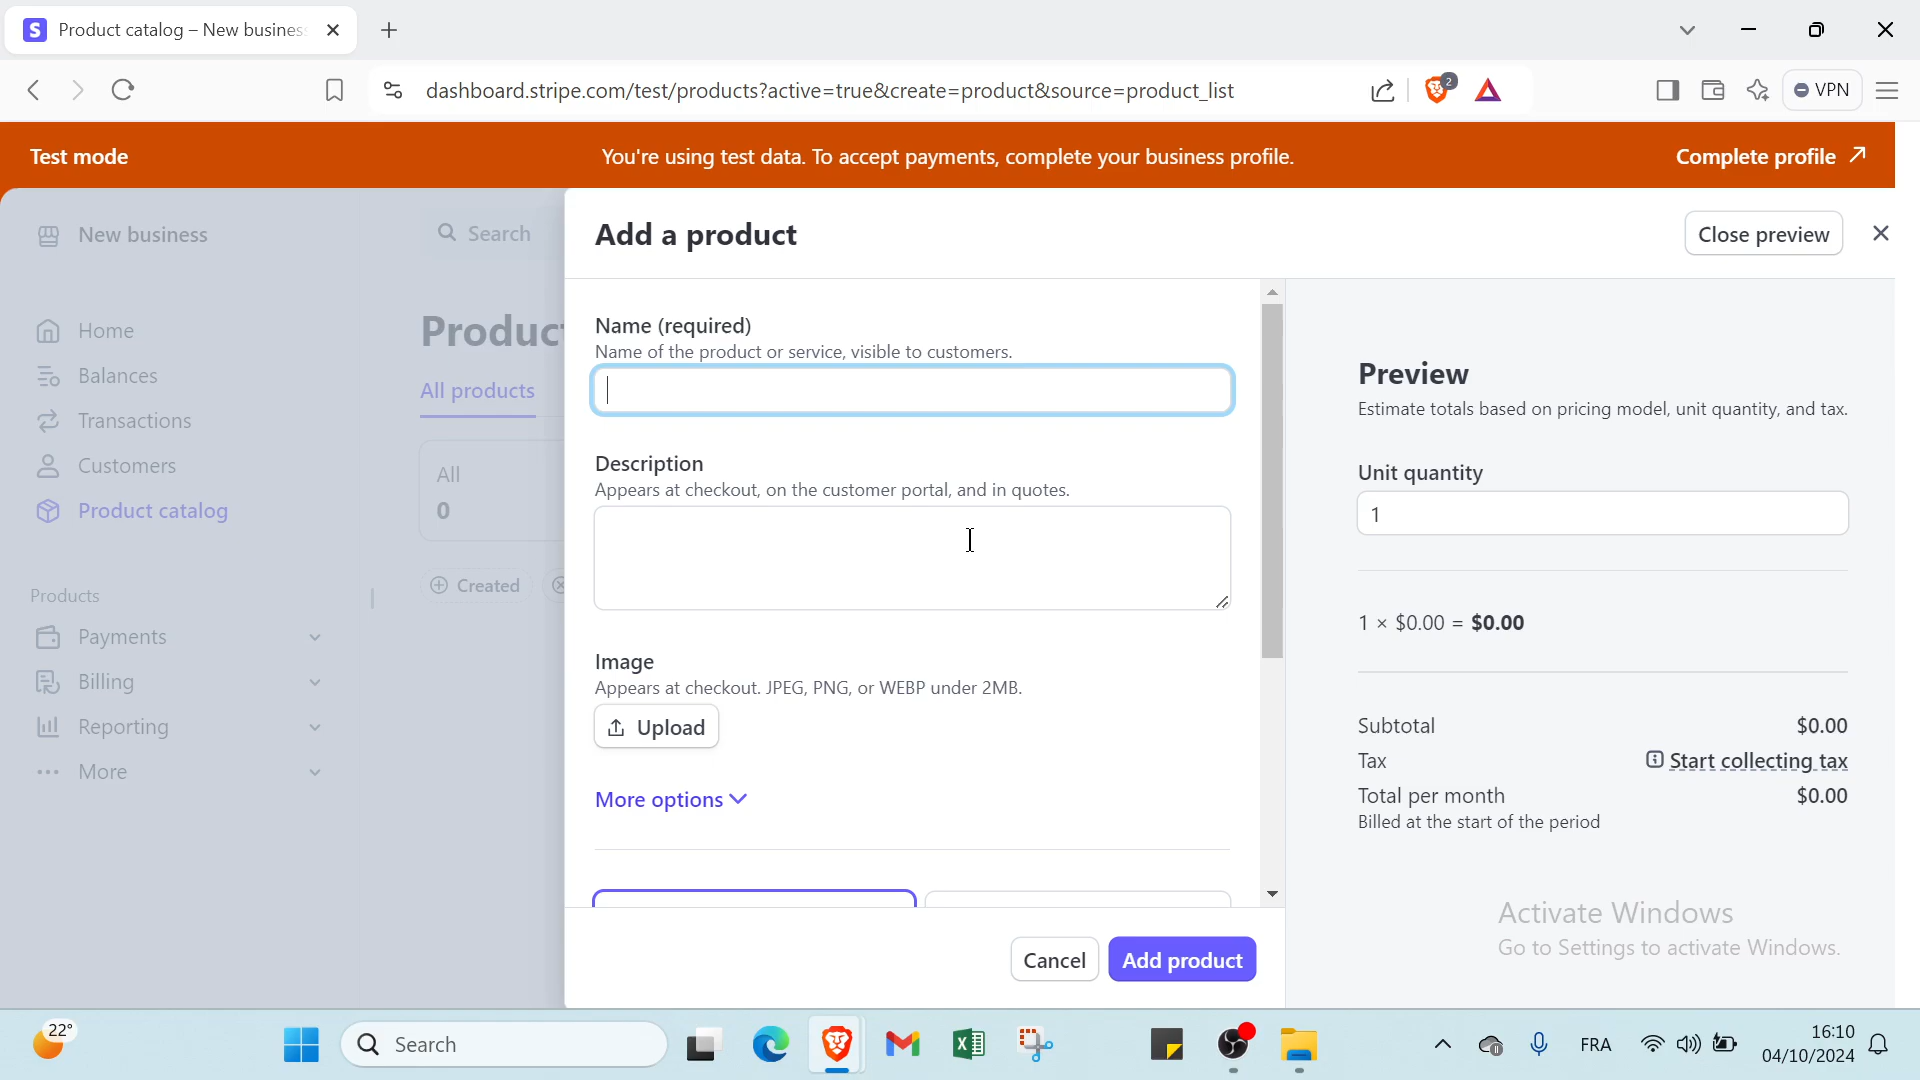 Product catalog – New busines
dashboard.stripe.com/test/products?active=true&create=product&source=product_list
2
VPN
Test mode
You're using test data. To accept payments, complete your business profile.
Complete profile
New business
Search
Home
Balances
Transactions
Customers
Product catalog
Products
Payments
Billing
Reporting
More
Produc
All products
All
0
Created
Add a product
Close preview
Name (required)
Name of the product or service, visible to customers.
Description
Appears at checkout, on the customer portal, and in quotes.
Image
Appears at checkout. JPEG, PNG, or WEBP under 2MB.
Upload
More options
Cancel
Add product
Preview
Estimate totals based on pricing model, unit quantity, and tax.
Unit quantity
1
1 × $0.00 = $0.00
Subtotal $0.00
Tax Start collecting tax
Total per month $0.00
Billed at the start of the period
Activate Windows
Go to Settings to activate Windows.
22°
Search
FRA
16:10
04/10/2024